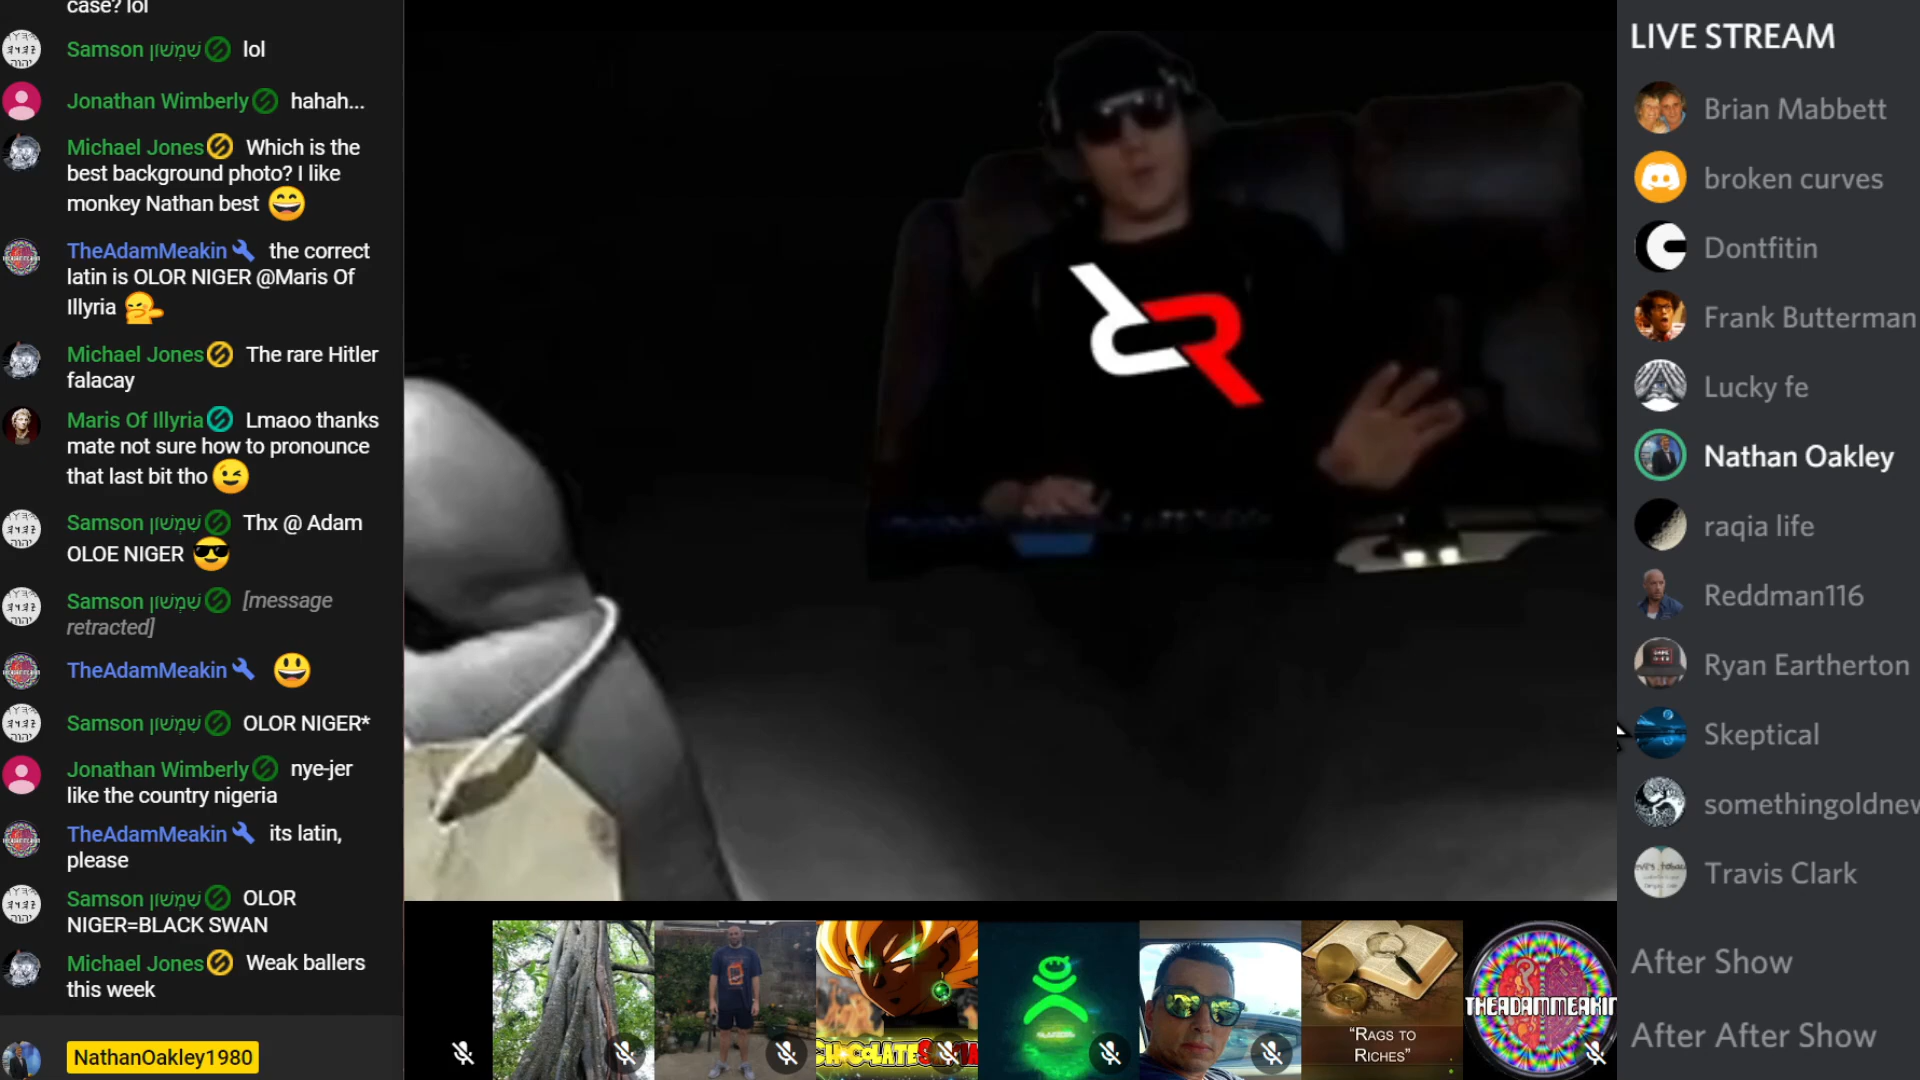 case? lol
Samson שִׁמְשׁוֹן lol
Jonathan Wimberly hahah...
Michael Jones Which is the
best background photo? I like
monkey Nathan best
TheAdamMeakin the correct
latin is OLOR NIGER @Maris Of
Illyria
Michael Jones The rare Hitler
falacay
Maris Of Illyria Lmaoo thanks
mate not sure how to pronounce
that last bit tho
Samson שִׁמְשׁוֹן Thx @ Adam
OLOE NIGER
Samson שִׁמְשׁוֹן [message
retracted]
TheAdamMeakin
Samson שִׁמְשׁוֹן OLOR NIGER*
Jonathan Wimberly nye-jer
like the country nigeria
TheAdamMeakin its latin,
please
Samson שִׁמְשׁוֹן OLOR
NIGER=BLACK SWAN
Michael Jones Weak ballers
this week
NathanOakley1980
R
"RAGS TO
RICHES"
THEADAMMEAKIN
LIVE STREAM
Brian Mabbett
broken curves
Dontfitin
Frank Butterman
Lucky fe
Nathan Oakley
raqia life
Reddman116
Ryan Eartherton
Skeptical
somethingoldnew
Travis Clark
After Show
After After Show